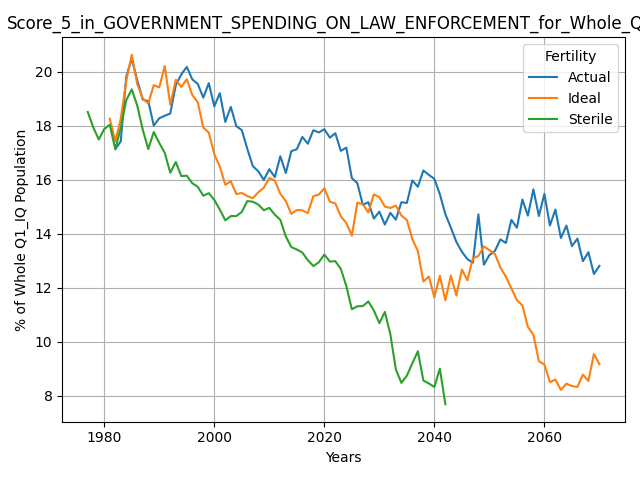 Score_5_in_GOVERNMENT_SPENDING_ON_LAW_ENFORCEMENT_for_Whole_Q
Fertility
Actual
Ideal
Sterile
% of Whole Q1_IQ Population
20
18
16
14
12
10
8
1980 2000 2020 2040 2060
Years